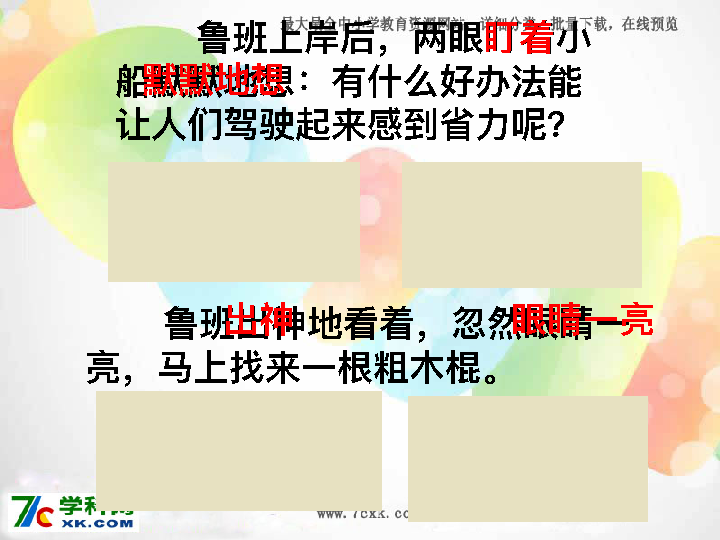 最大最全中小学教育资源网站，详细分类，批量下载，在线预览
鲁班上岸后，两眼盯着小
船默默地想：有什么好办法能
让人们驾驶起来感到省力呢？
鲁班出神地看着，忽然眼睛一
亮，马上找来一根粗木棍。
学科网
XK.COM
www.7cxk.co